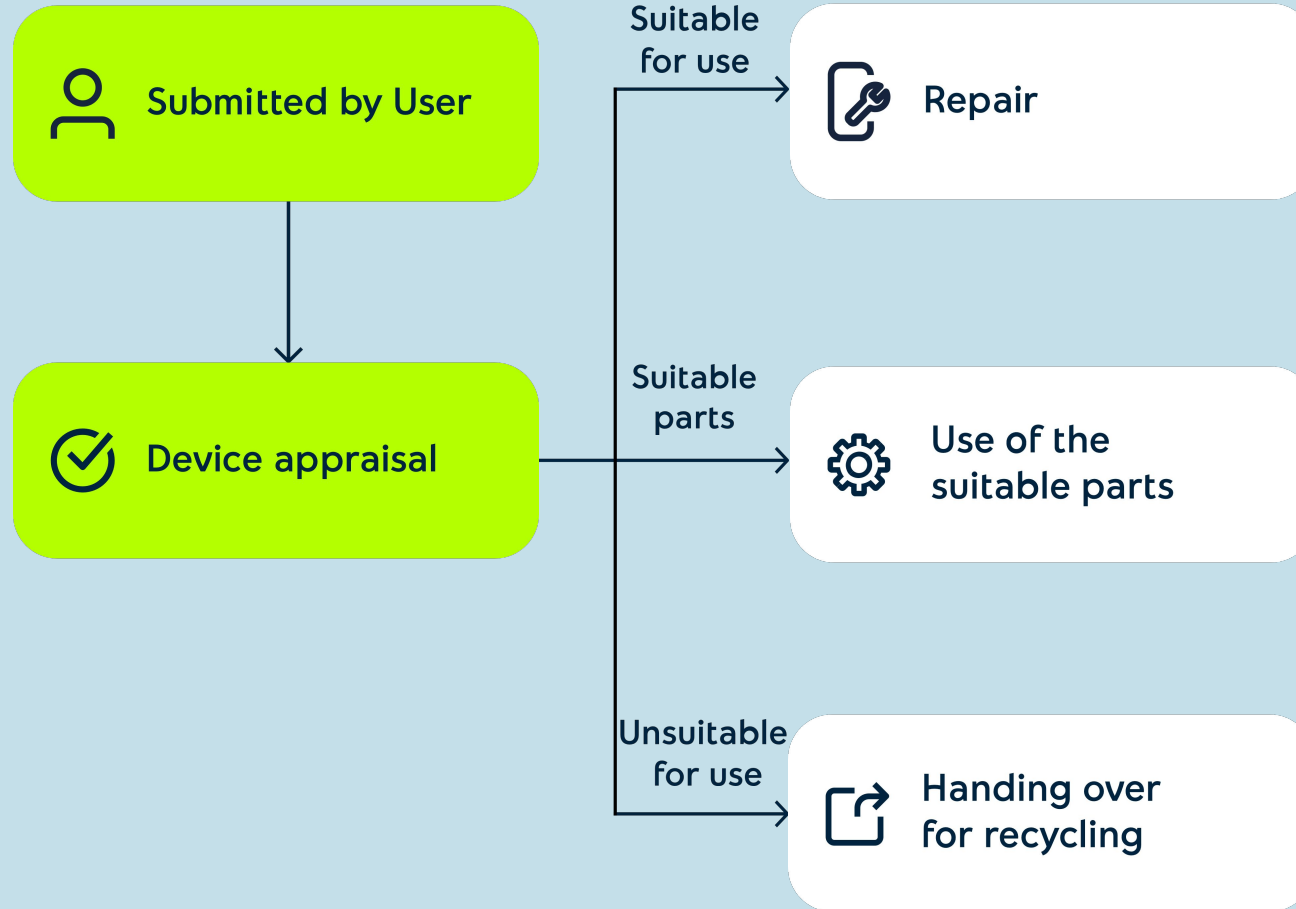 Submitted by User
Suitable
for use
Repair
Device appraisal
Suitable
parts
Use of the
suitable parts
Unsuitable
for use
Handing over
for recycling